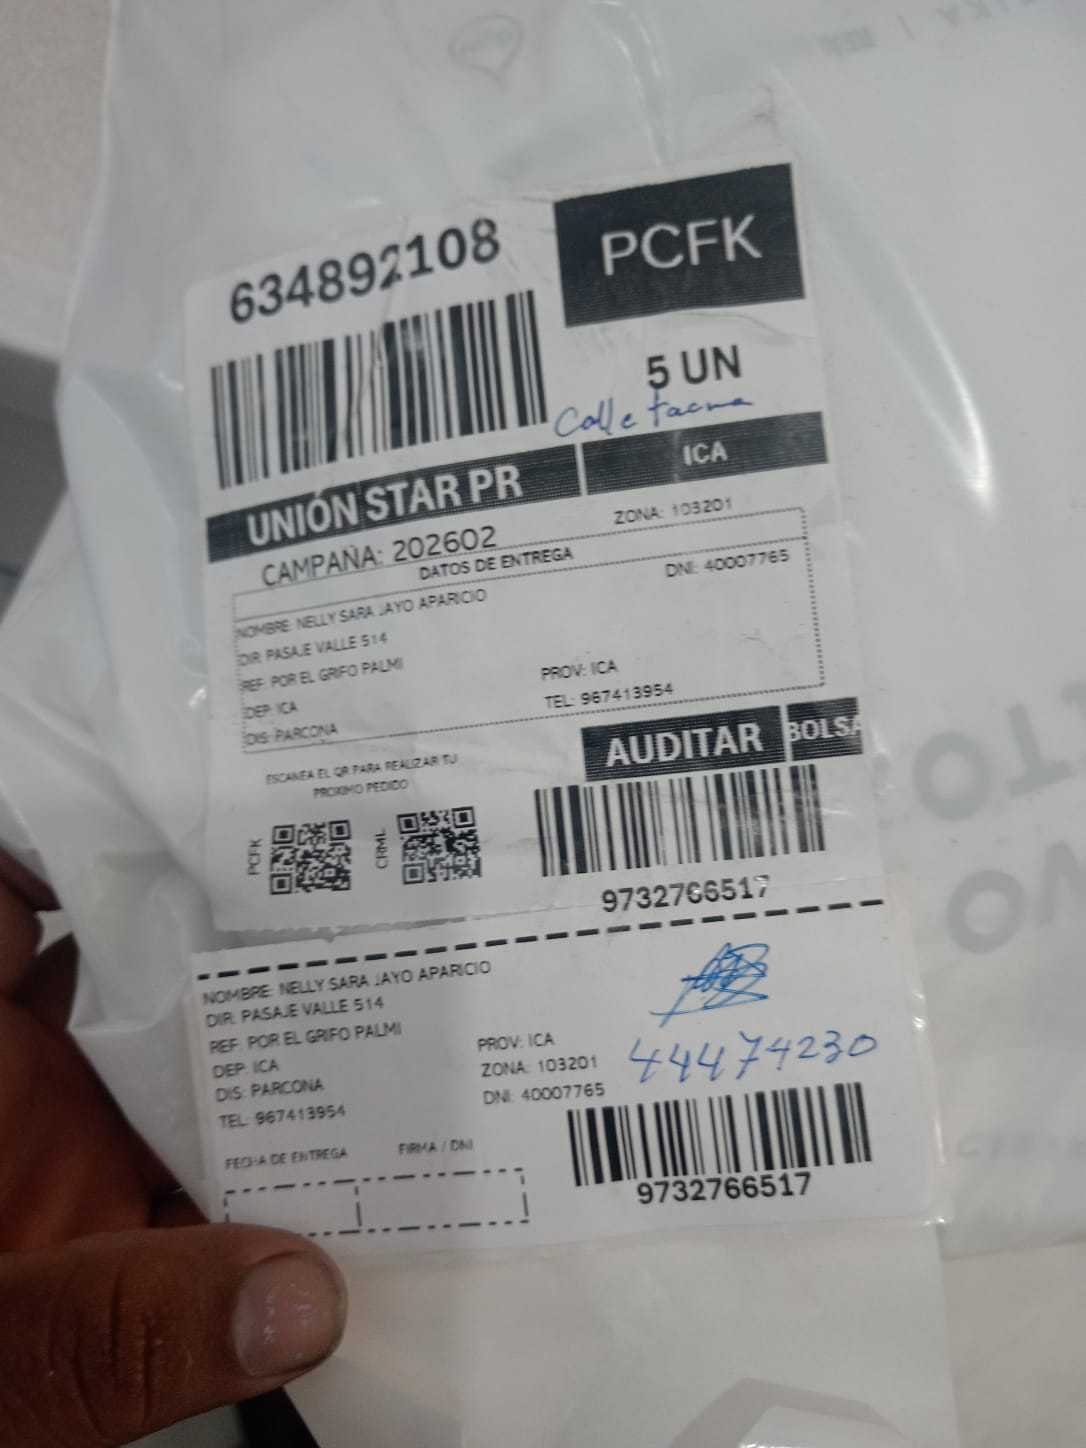 634892108
PCFK
5 UN
Calle tacna
UNIÓN STAR PR
ICA
CAMPAÑA: 202602
ZONA: 103201
DATOS DE ENTREGA
NOMBRE: NELLY SARA JAYO APARICIO
DNI: 40007765
DIR: PASAJE VALLE 514
REF: POR EL GRIFO PALMI
DEP: ICA
PROV: ICA
DIS: PARCONA
TEL: 967413954
ESCANEA EL QR PARA REALIZAR TU
PROXIMO PEDIDO
AUDITAR
BOLSA
PCFK
CRML
9732766517
NOMBRE: NELLY SARA JAYO APARICIO
DIR: PASAJE VALLE 514
REF: POR EL GRIFO PALMI
DEP: ICA
PROV: ICA
DIS: PARCONA
ZONA: 103201
TEL: 967413954
DNI: 40007765
44474230
FECHA DE ENTREGA
FIRMA / DNI
9732766517